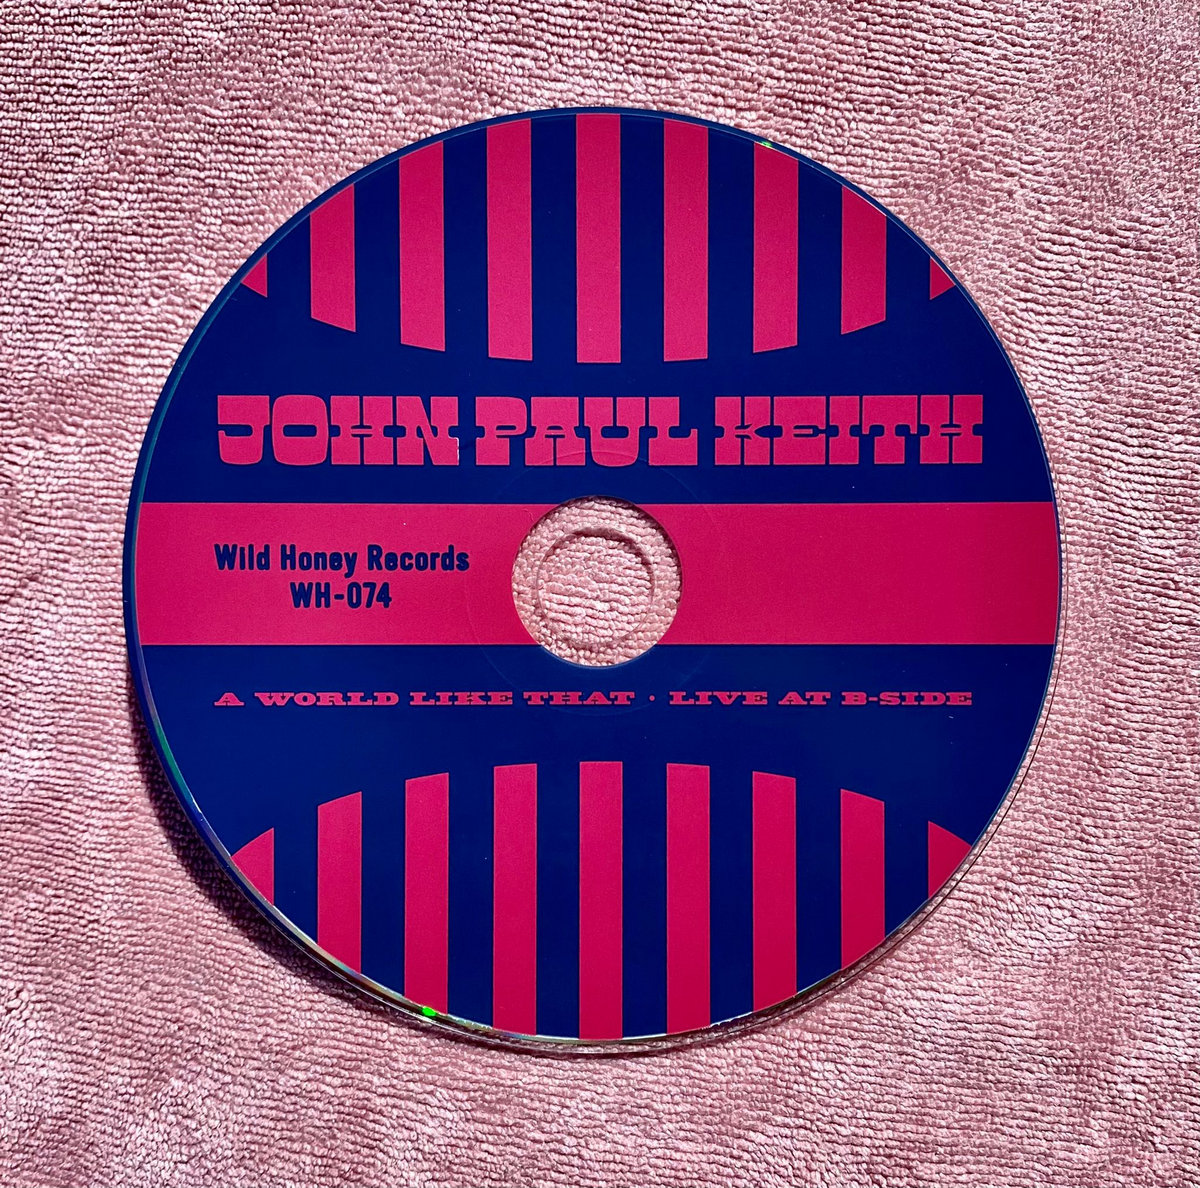 JOHN PAUL KEITH
Wild Honey Records
WH-074
A WORLD LIKE THAT · LIVE AT B-SIDE